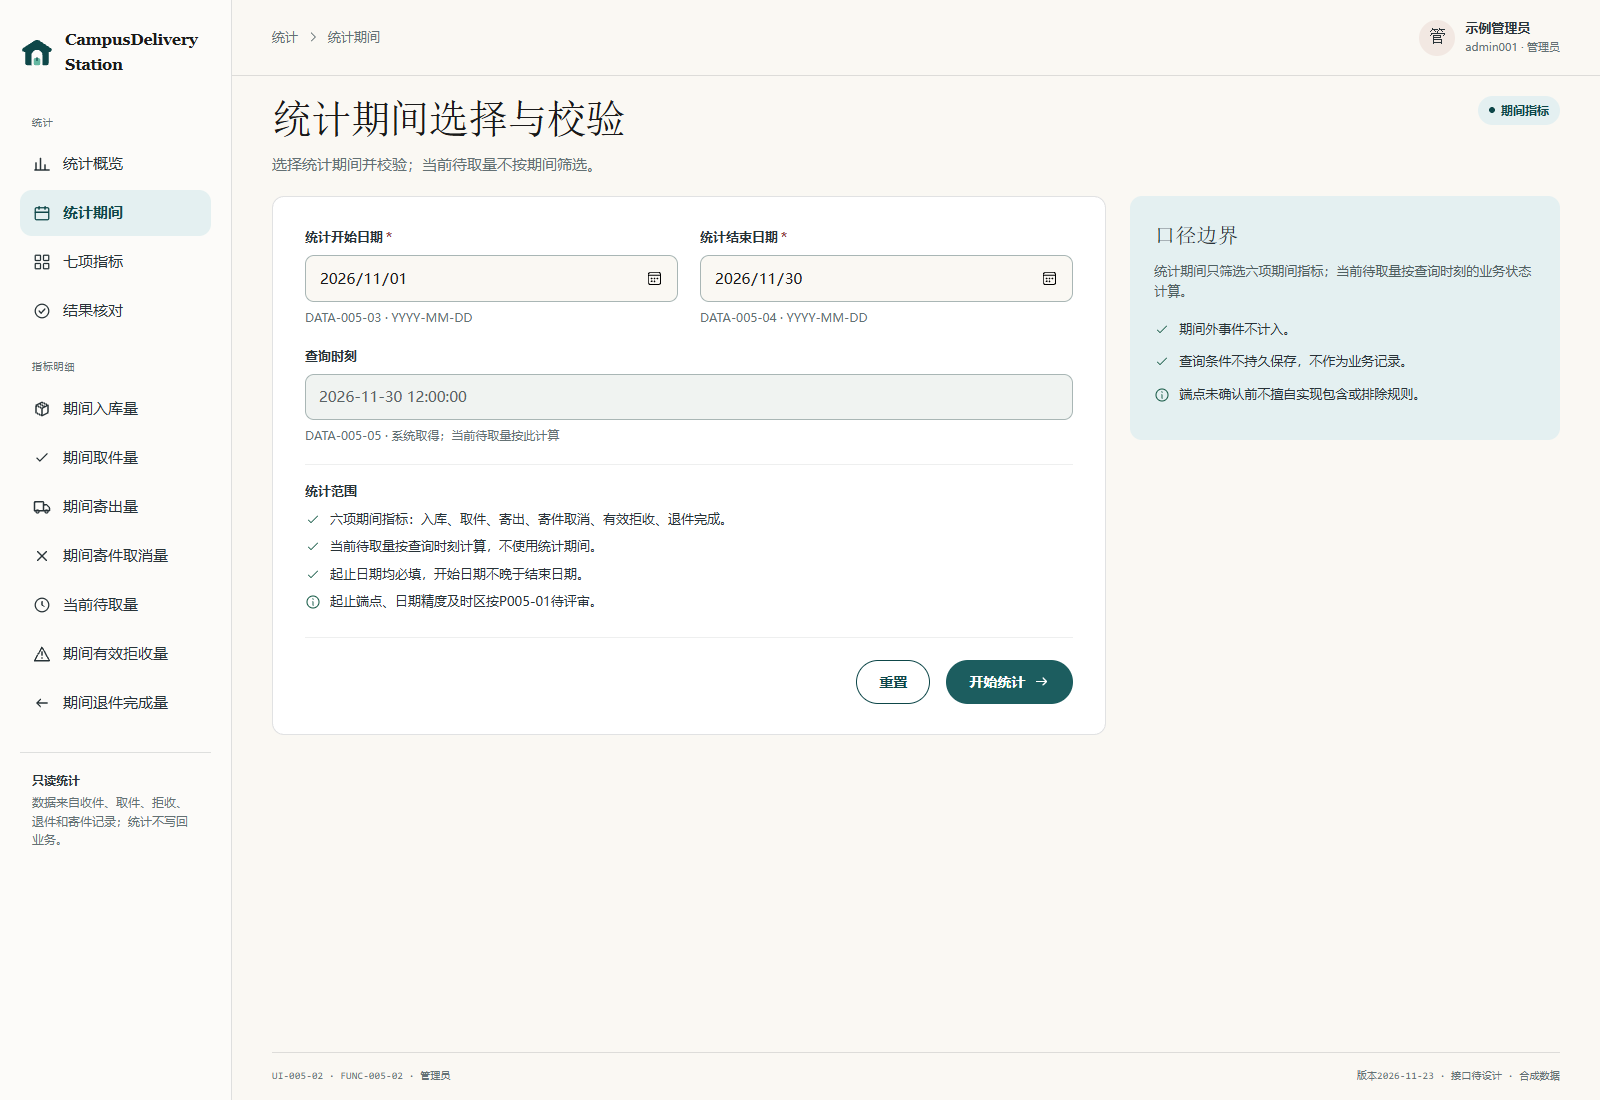 CampusDelivery
Station
统计
统计概览
统计期间
七项指标
结果核对
指标明细
期间入库量
期间取件量
期间寄出量
期间寄件取消量
当前待取量
期间有效拒收量
期间退件完成量
只读统计
数据来自收件、取件、拒收、
退件和寄件记录；统计不写回
业务。
统计 > 统计期间
管
示例管理员
admin001 · 管理员
统计期间选择与校验
期间指标
选择统计期间并校验；当前待取量不按期间筛选。
统计开始日期 *
2026/11/01
DATA-005-03 · YYYY-MM-DD
统计结束日期 *
2026/11/30
DATA-005-04 · YYYY-MM-DD
查询时刻
2026-11-30 12:00:00
DATA-005-05 · 系统取得；当前待取量按此计算
统计范围
六项期间指标：入库、取件、寄出、寄件取消、有效拒收、退件完成。
当前待取量按查询时刻计算，不使用统计期间。
起止日期均必填，开始日期不晚于结束日期。
起止端点、日期精度及时区按P005-01待评审。
重置
开始统计 →
口径边界
统计期间只筛选六项期间指标；当前待取量按查询时刻的业务状态
计算。
期间外事件不计入。
查询条件不持久保存，不作为业务记录。
端点未确认前不擅自实现包含或排除规则。
UI-005-02 · FUNC-005-02 · 管理员
版本2026-11-23 · 接口待设计 · 合成数据